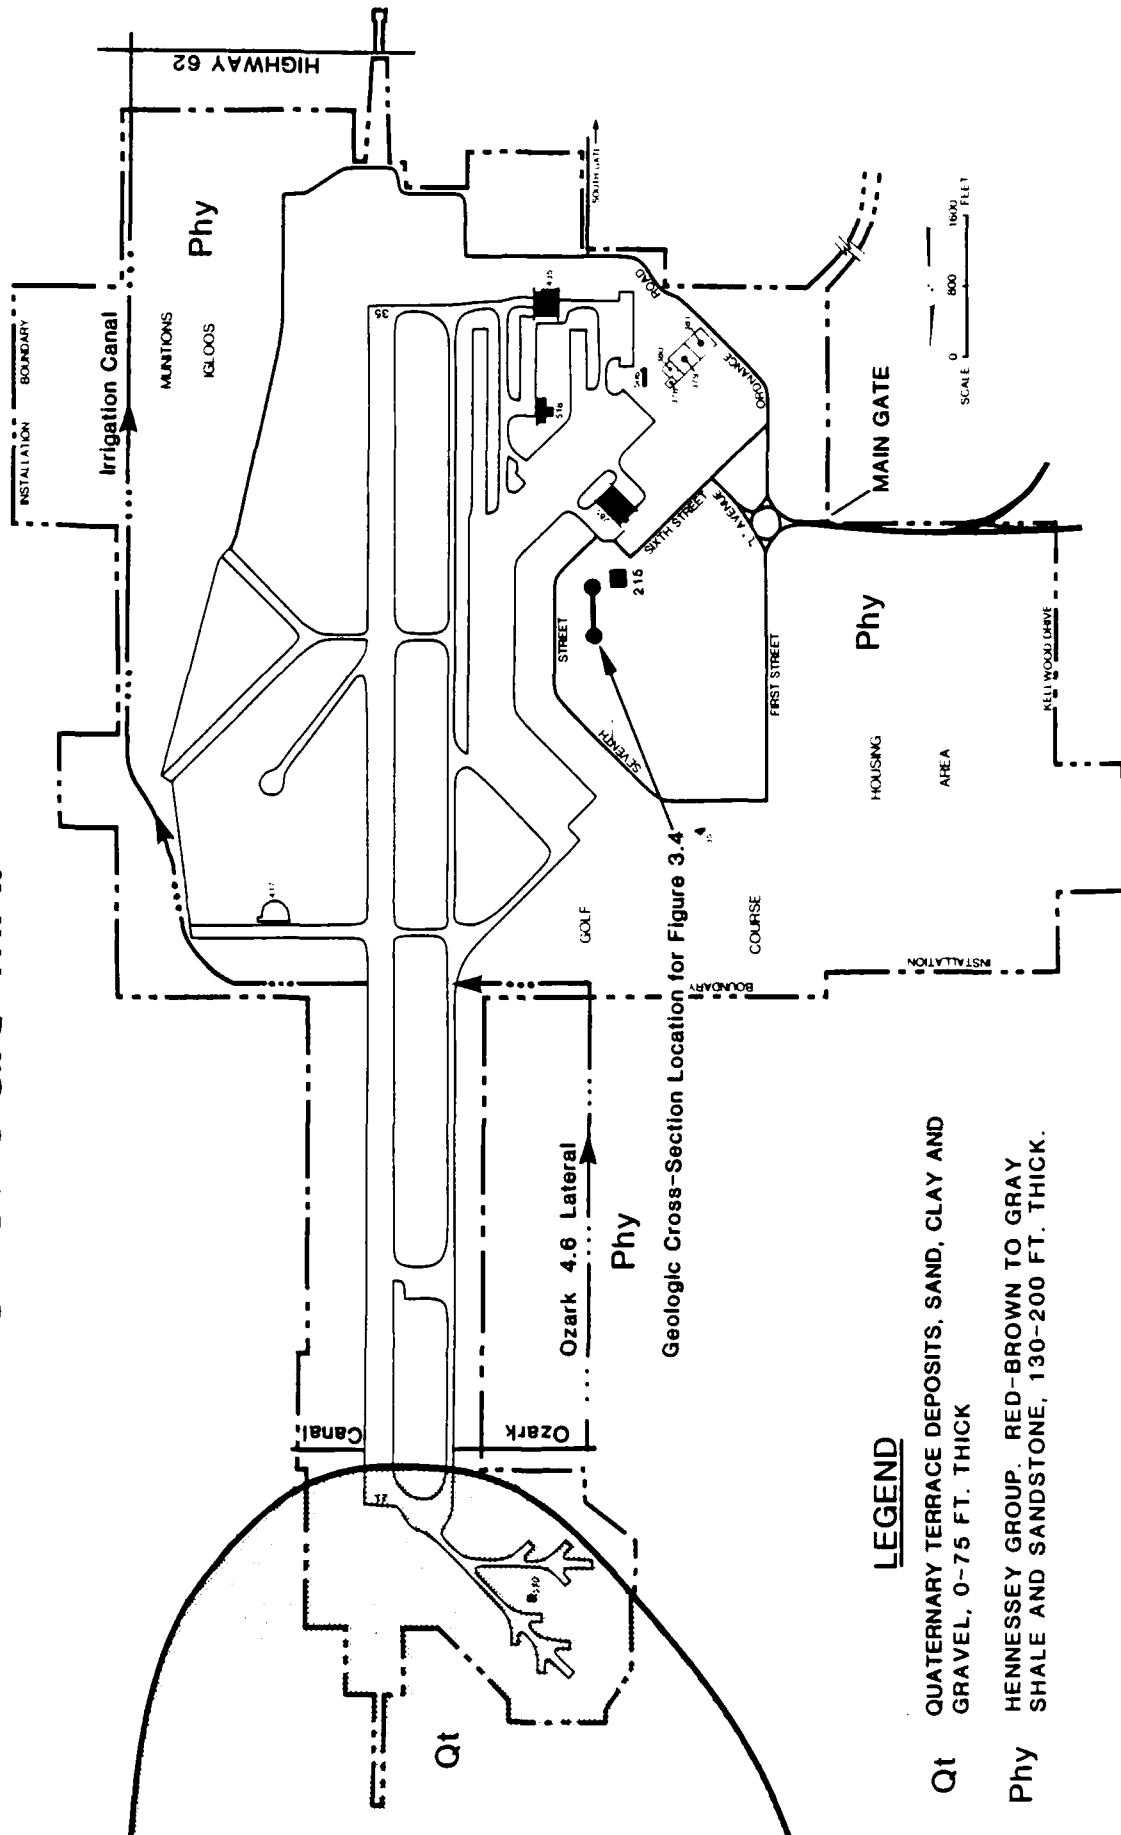 HIGHWAY 62
INSTALLATION BOUNDARY
Irrigation Canal
MUNITIONS
IGLOOS
Phy
35
SOUTH GATE
435
516
ROAD
ORDNANCE
SIXTH STREET
7th AVENUE
215
STREET
SEVENTH
FIRST STREET
MAIN GATE
SCALE 0 800 1600
FEET
Phy
HOUSING
AREA
KELLWOOD DRIVE
417
GOLF
COURSE
BOUNDARY
INSTALLATION
Geologic Cross-Section Location for Figure 3.4
Ozark 4.6 Lateral
Phy
Canal
Ozark
Qt
LEGEND
Qt QUATERNARY TERRACE DEPOSITS, SAND, CLAY AND
GRAVEL, 0-75 FT. THICK
Phy HENNESSEY GROUP. RED-BROWN TO GRAY
SHALE AND SANDSTONE, 130-200 FT. THICK.